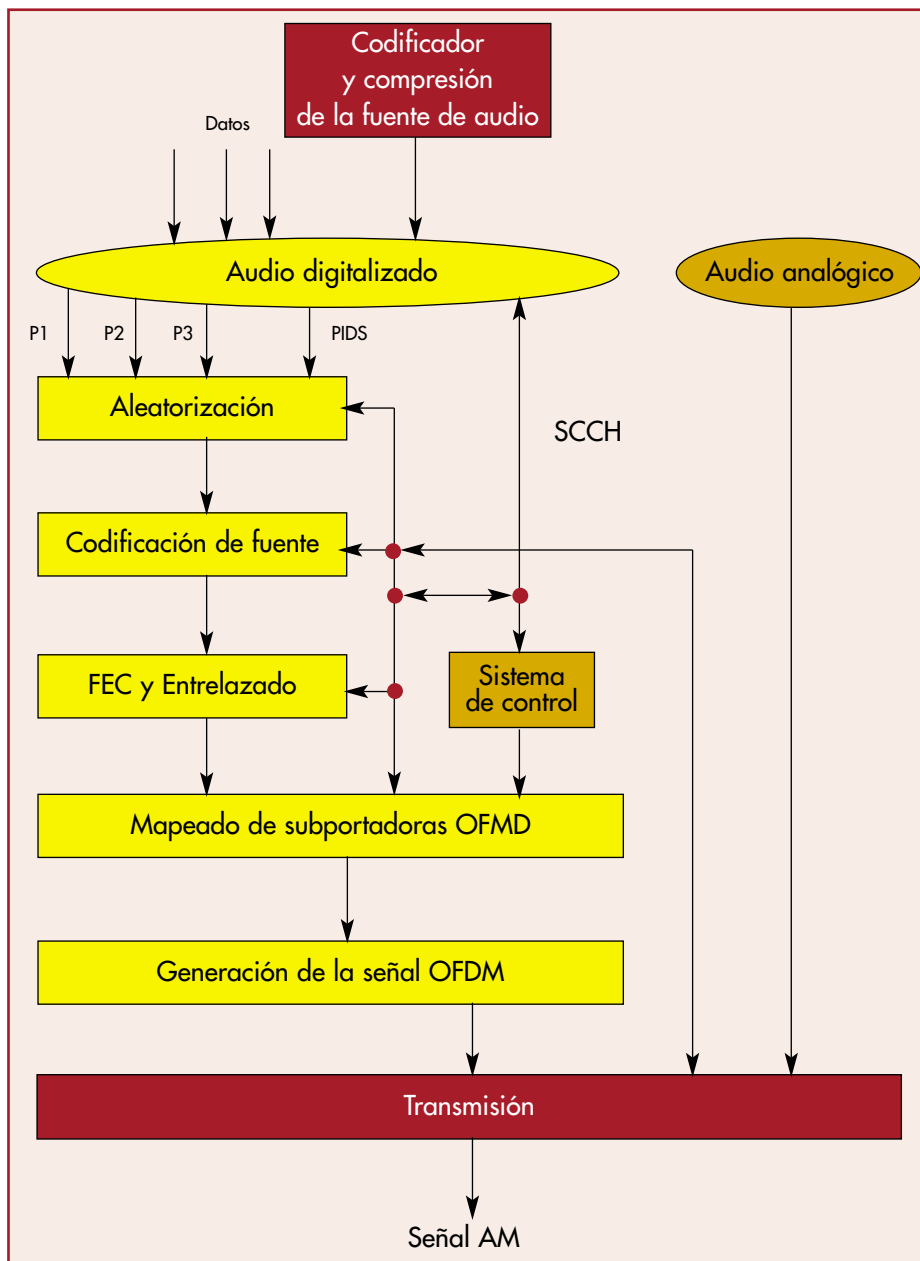 Codificador
y compresión
de la fuente de audio
Datos
Audio digitalizado
Audio analógico
P1
P2
P3
PIDS
Aleatorización
SCCH
Codificación de fuente
FEC y Entrelazado
Sistema
de control
Mapeado de subportadoras OFMD
Generación de la señal OFDM
Transmisión
Señal AM